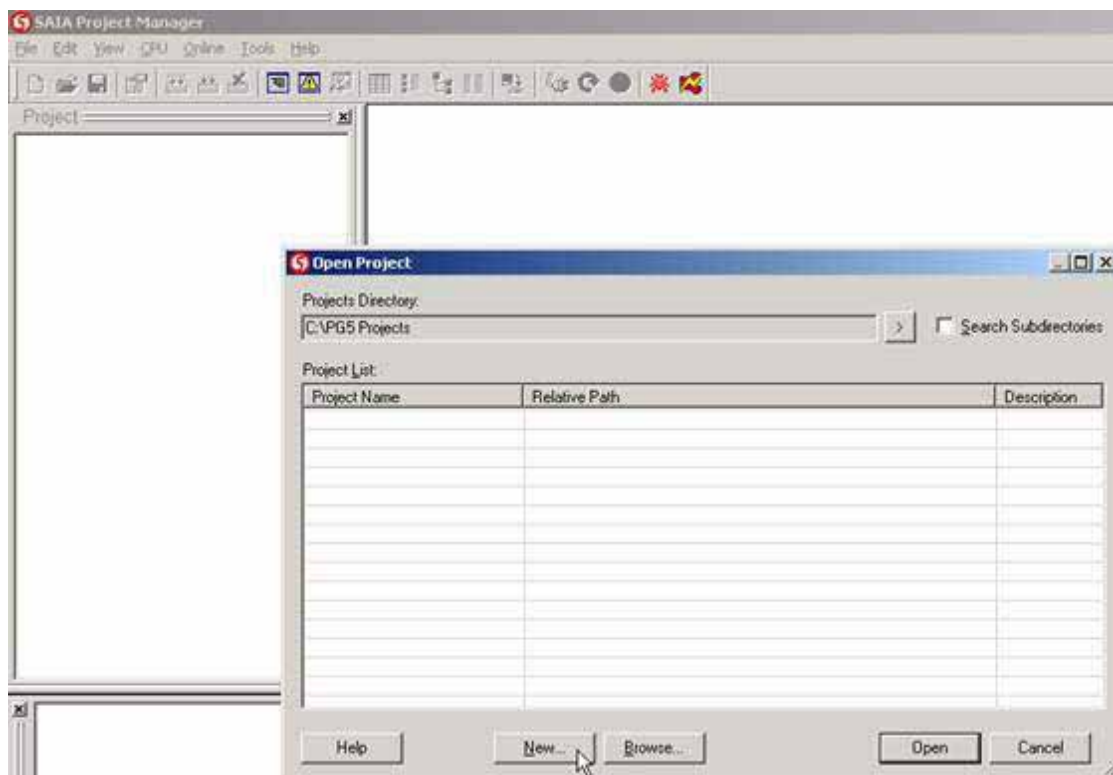 SAIA Project Manager
File Edit View CPU Online Tools Help
Project
Open Project
Projects Directory:
C:\PG5 Projects
> Search Subdirectories
Project List:
Project Name Relative Path Description
Help New... Browse... Open Cancel